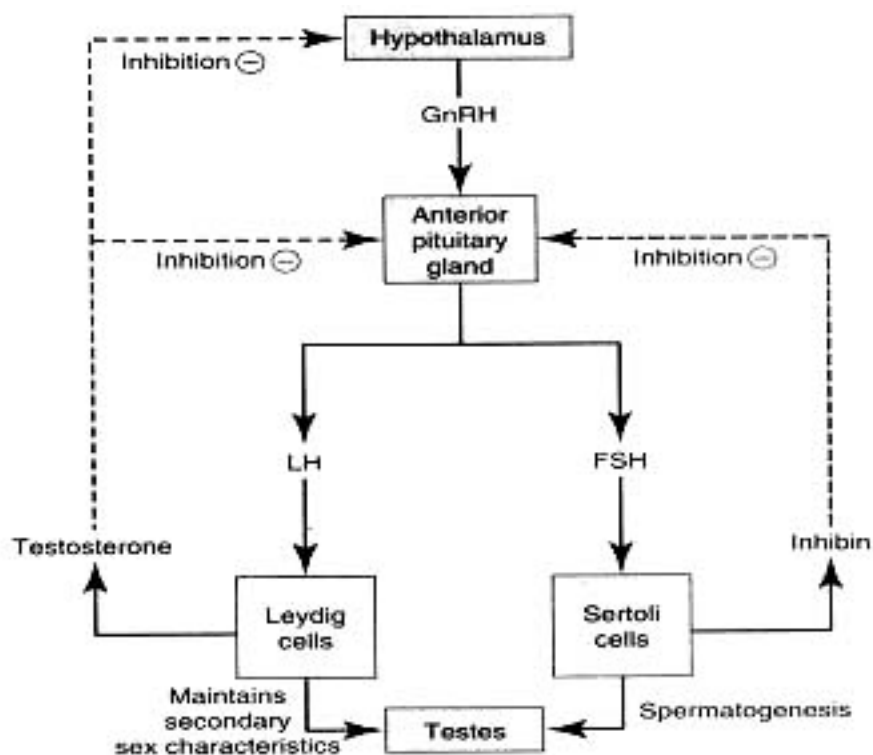 Hypothalamus
Inhibition ⊖
GnRH
Anterior
pituitary
gland
Inhibition ⊖
Inhibition ⊖
LH
FSH
Testosterone
Inhibin
Leydig
cells
Sertoli
cells
Maintains
secondary
sex characteristics
Testes
Spermatogenesis